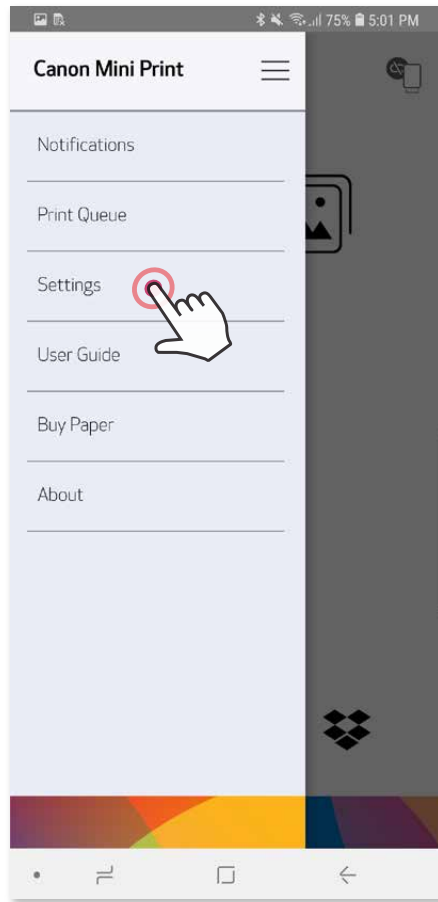 75% 5:01 PM
Canon Mini Print
Notifications
Print Queue
Settings
User Guide
Buy Paper
About